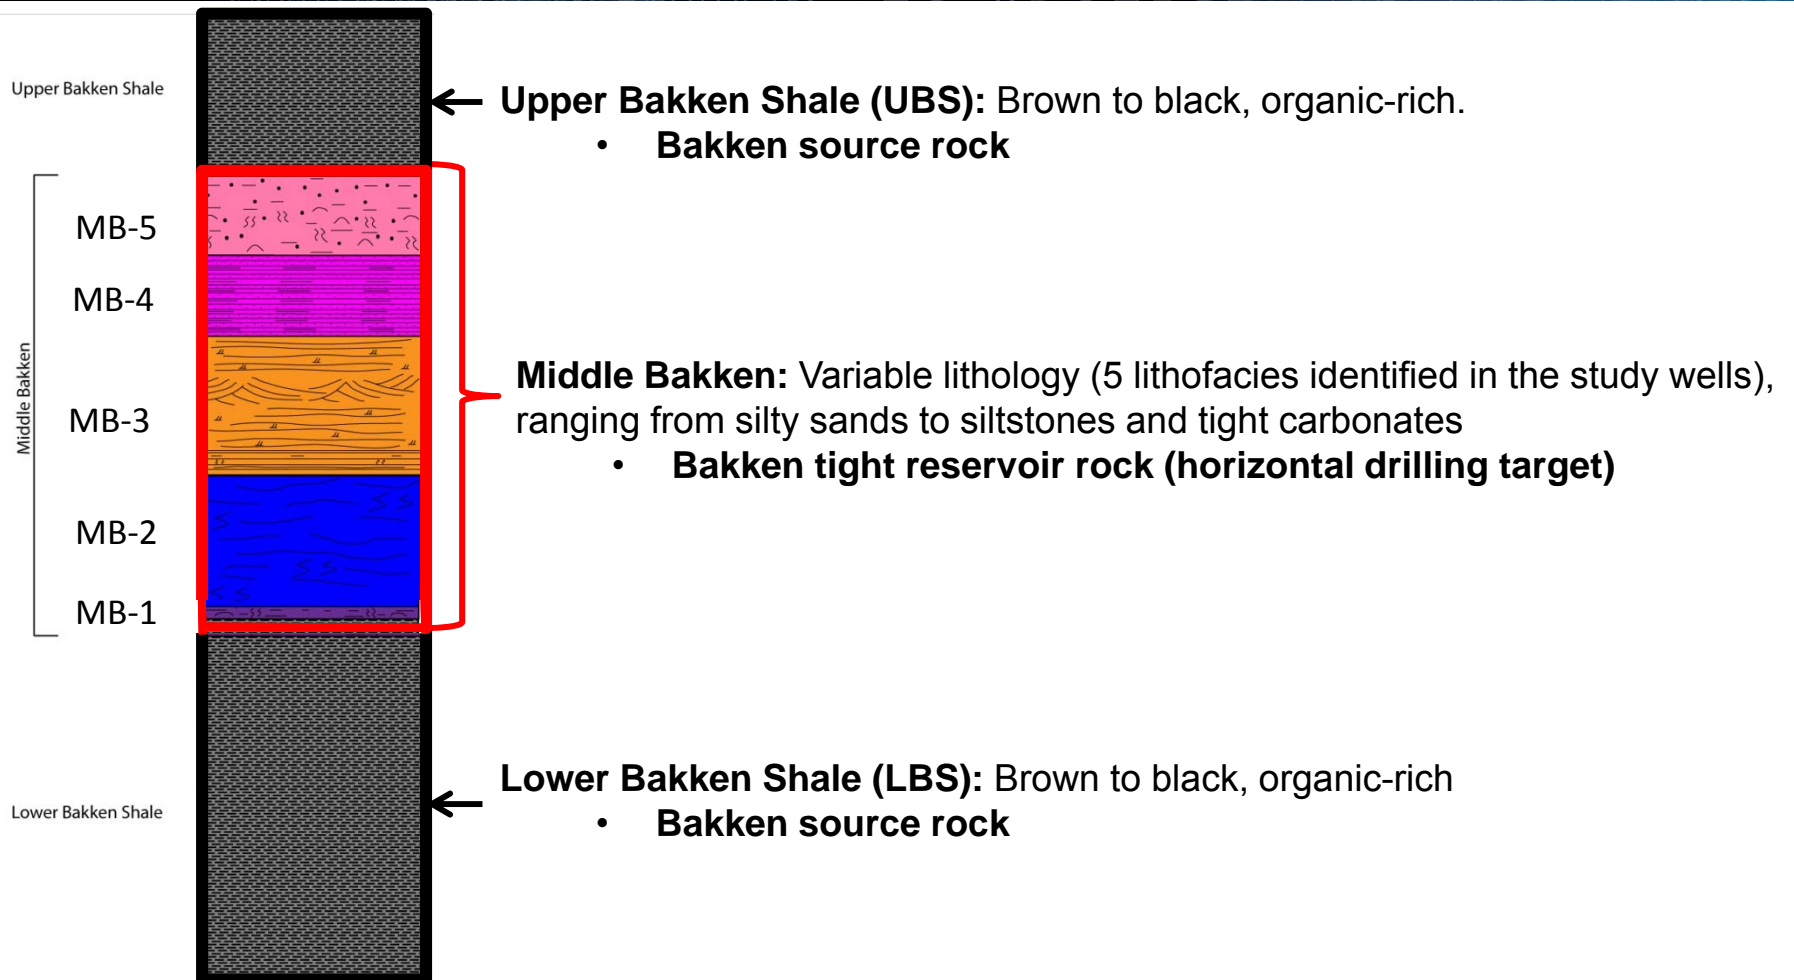 Upper Bakken Shale
Upper Bakken Shale (UBS): Brown to black, organic-rich.
• Bakken source rock
Middle Bakken
MB-5
MB-4
MB-3
MB-2
MB-1
Middle Bakken: Variable lithology (5 lithofacies identified in the study wells),
ranging from silty sands to siltstones and tight carbonates
• Bakken tight reservoir rock (horizontal drilling target)
Lower Bakken Shale
Lower Bakken Shale (LBS): Brown to black, organic-rich
• Bakken source rock